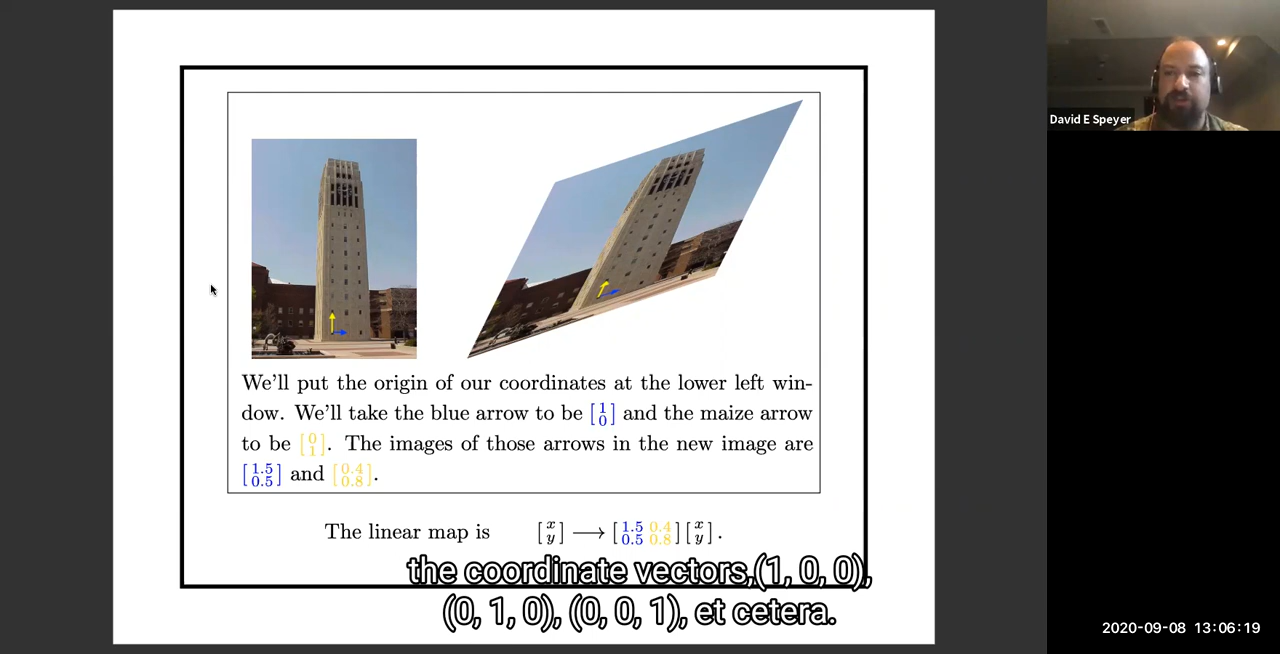 David E Speyer
We'll put the origin of our coordinates at the lower left win-
dow. We'll take the blue arrow to be [1 0] and the maize arrow
to be [0 1]. The images of those arrows in the new image are
[1.5 0.5] and [0.4 0.8].
The linear map is [x y] ⟶ [1.5 0.4 0.5 0.8] [x y].
the coordinate vectors,(1, 0, 0),
(0, 1, 0), (0, 0, 1), et cetera.
2020-09-08 13:06:19